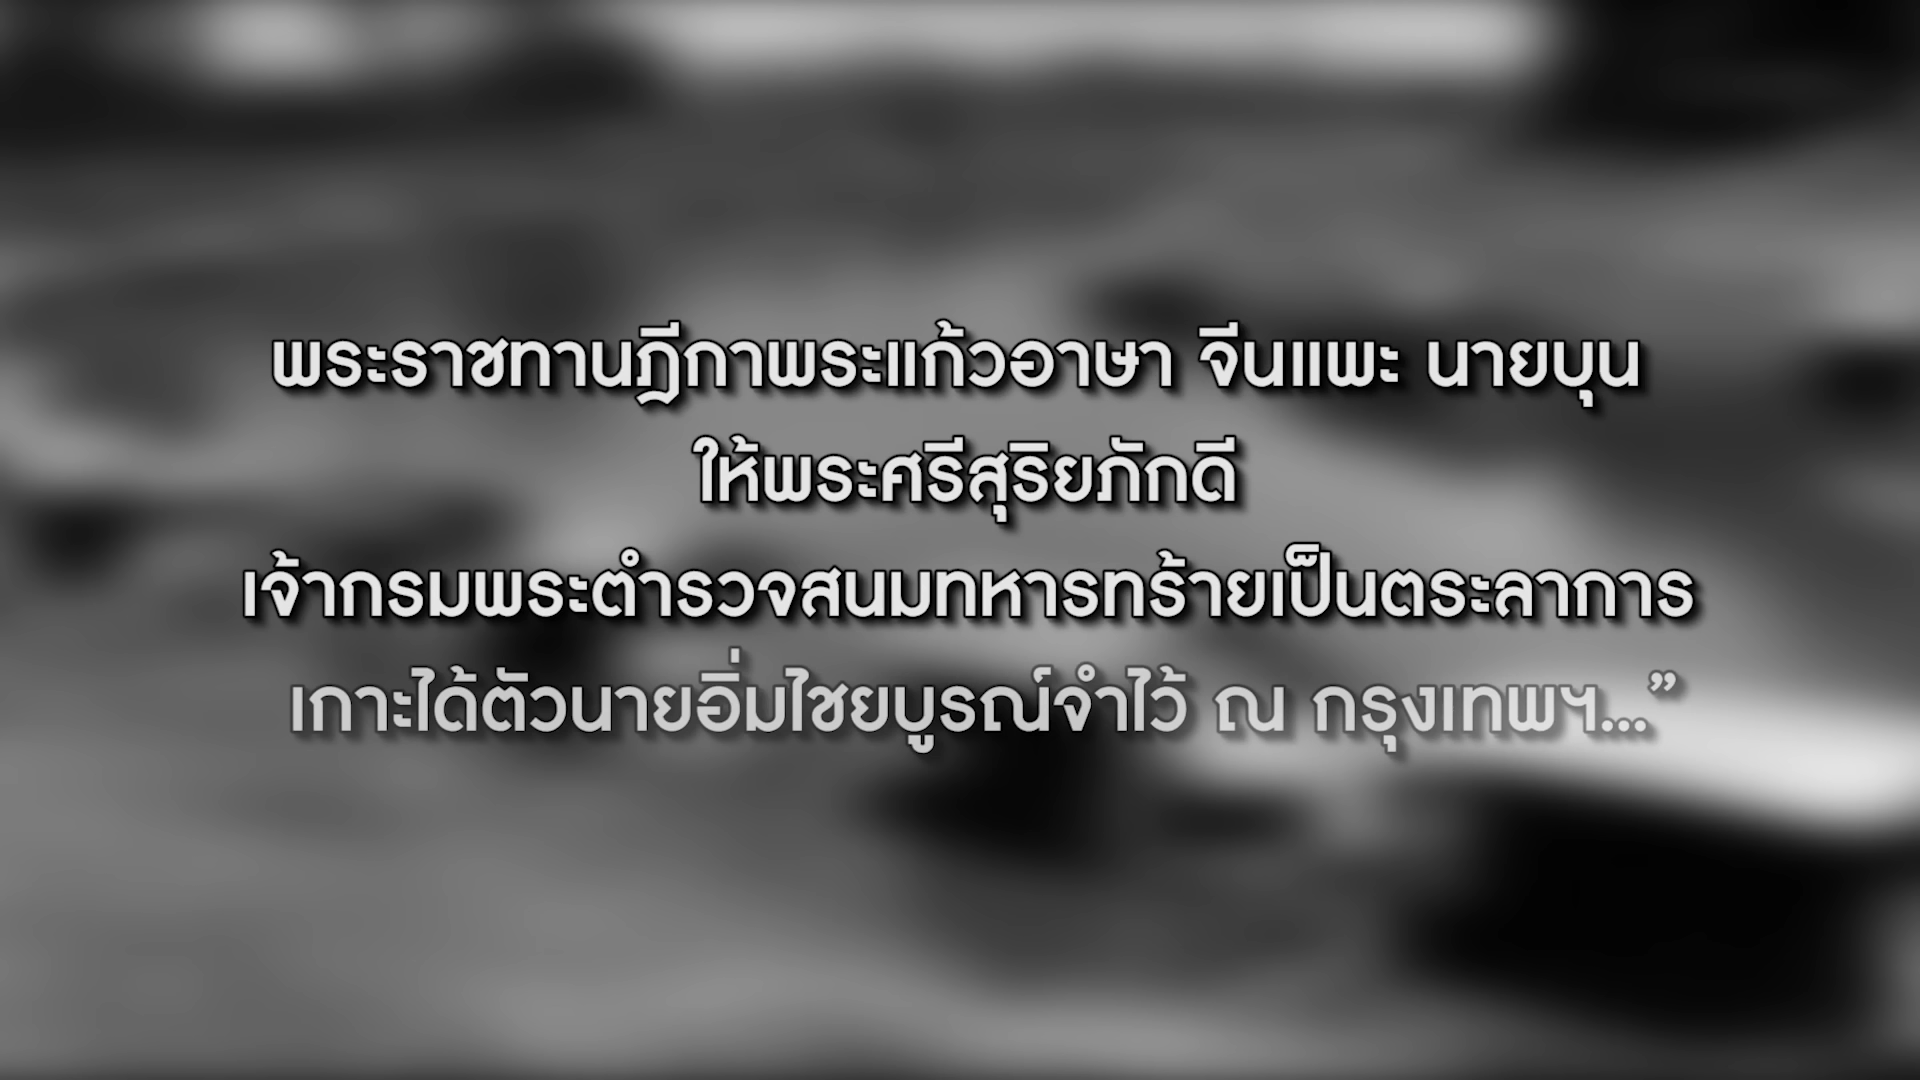 พระราชทานฎีกาพระแก้วอาษา จีนแพะ นายบุน
ให้พระศรีสุริยภักดี
เจ้ากรมพระตำรวจสนมทหารทร้ายเป็นตระลาการ
เกาะได้ตัวนายอิ่มไชยบูรณ์จำไว้ ณ กรุงเทพฯ...”